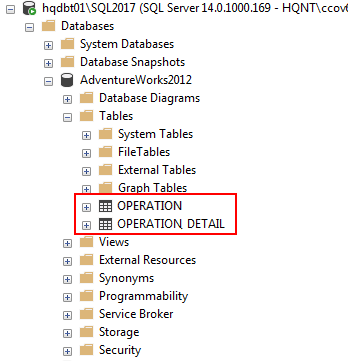 hqdbt01\SQL2017 (SQL Server 14.0.1000.169 - HQNT\ccov
Databases
System Databases
Database Snapshots
AdventureWorks2012
Database Diagrams
Tables
System Tables
FileTables
External Tables
Graph Tables
OPERATION
OPERATION_DETAIL
Views
External Resources
Synonyms
Programmability
Service Broker
Storage
Security